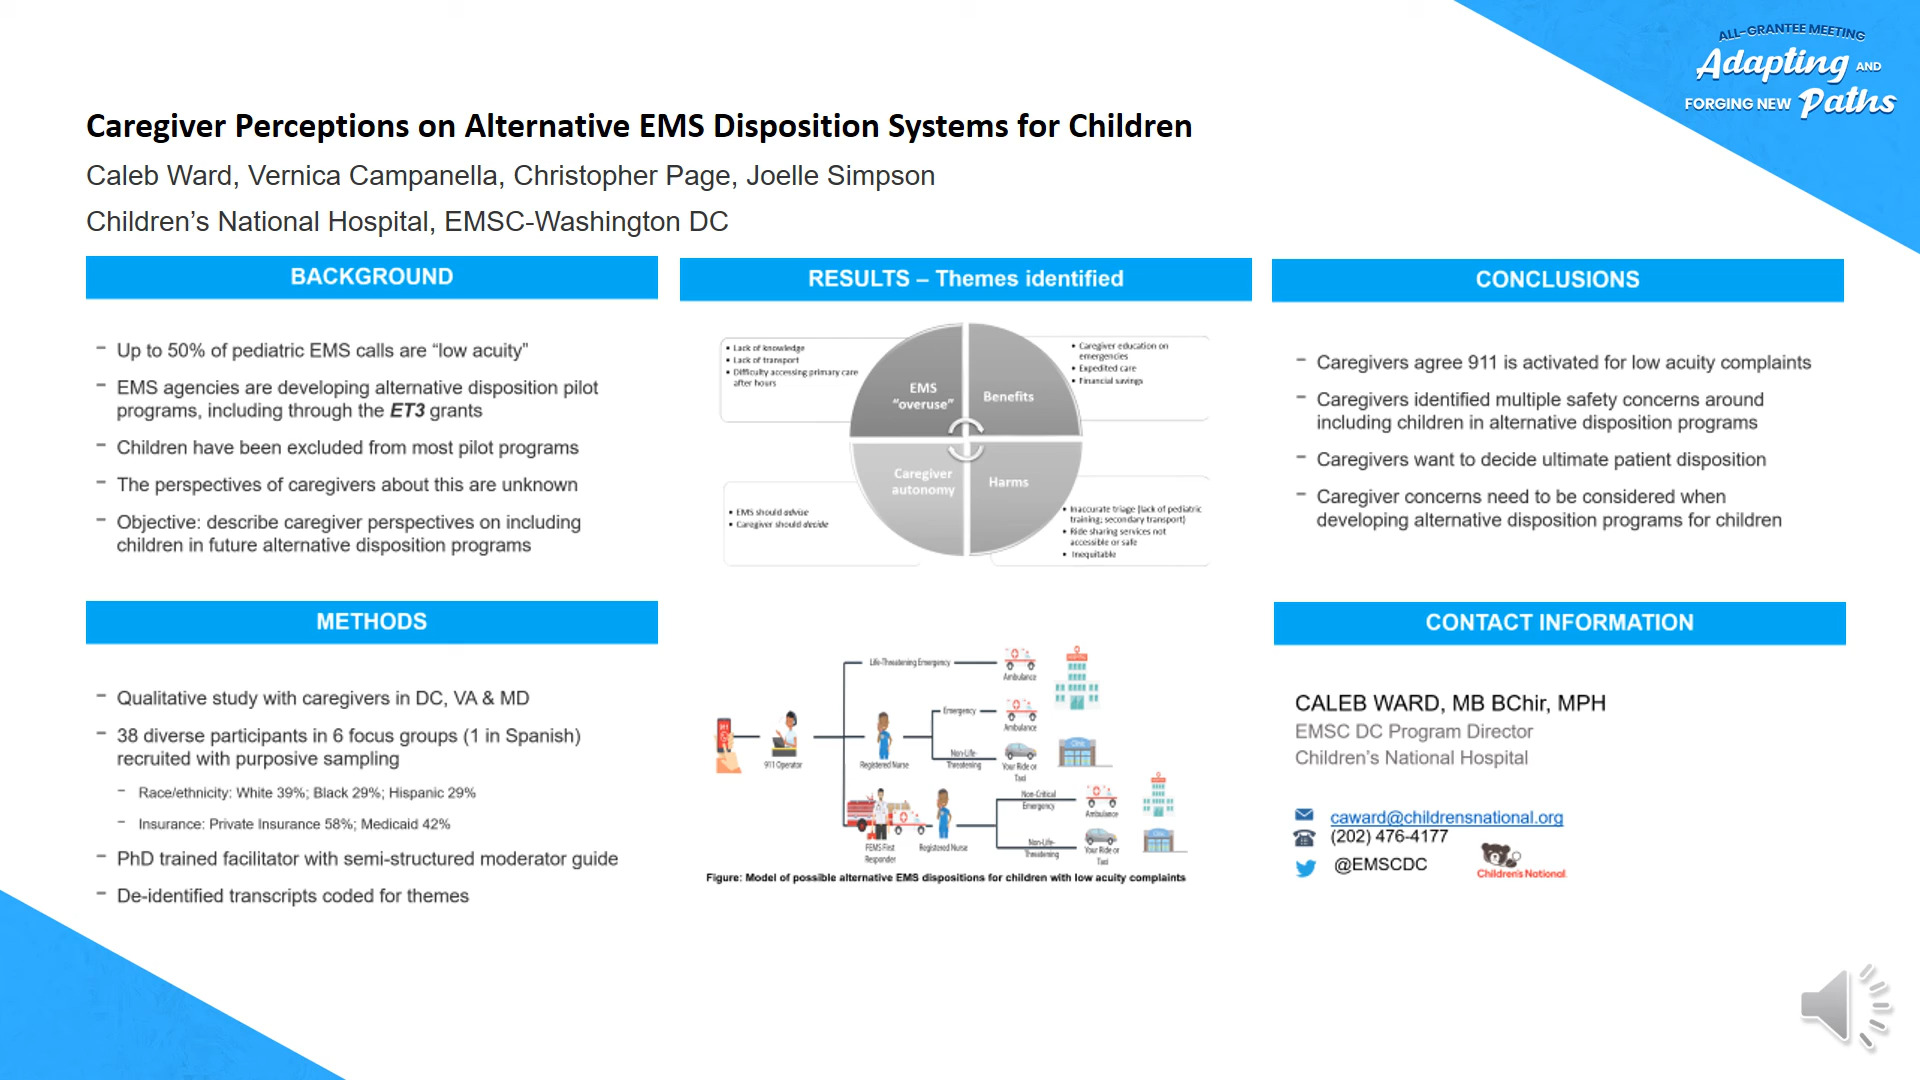 ALL-GRANTEE MEETING
Adapting AND
FORGING NEW Paths
Caregiver Perceptions on Alternative EMS Disposition Systems for Children
Caleb Ward, Vernica Campanella, Christopher Page, Joelle Simpson
Children’s National Hospital, EMSC-Washington DC
BACKGROUND
– Up to 50% of pediatric EMS calls are “low acuity”
– EMS agencies are developing alternative disposition pilot
programs, including through the ET3 grants
– Children have been excluded from most pilot programs
– The perspectives of caregivers about this are unknown
– Objective: describe caregiver perspectives on including
children in future alternative disposition programs
METHODS
– Qualitative study with caregivers in DC, VA & MD
– 38 diverse participants in 6 focus groups (1 in Spanish)
recruited with purposive sampling
– Race/ethnicity: White 39%; Black 29%; Hispanic 29%
– Insurance: Private Insurance 58%; Medicaid 42%
– PhD trained facilitator with semi-structured moderator guide
– De-identified transcripts coded for themes
RESULTS – Themes identified
• Lack of knowledge
• Lack of transport
• Difficulty accessing primary care
after hours
EMS
“overuse”
Benefits
• Caregiver education on
emergencies
• Expedited care
• Financial savings
Caregiver
autonomy
• EMS should advise
• Caregiver should decide
Harms
• Inaccurate triage (lack of pediatric
training; secondary transport)
• Ride sharing services not
accessible or safe
• Inequitable
Life-Threatening Emergency
Ambulance
HOSPITAL
911 Operator
Registered Nurse
Emergency
Ambulance
Non-Life-
Threatening
Your Ride or
Taxi
Clinic
FEMS First
Responder
Registered Nurse
Non-Critical
Emergency
Ambulance
Non-Life-
Threatening
Your Ride or
Taxi
Figure: Model of possible alternative EMS dispositions for children with low acuity complaints
CONCLUSIONS
– Caregivers agree 911 is activated for low acuity complaints
– Caregivers identified multiple safety concerns around
including children in alternative disposition programs
– Caregivers want to decide ultimate patient disposition
– Caregiver concerns need to be considered when
developing alternative disposition programs for children
CONTACT INFORMATION
CALEB WARD, MB BChir, MPH
EMSC DC Program Director
Children’s National Hospital
caward@childrensnational.org
(202) 476-4177
@EMSCDC
Children's National